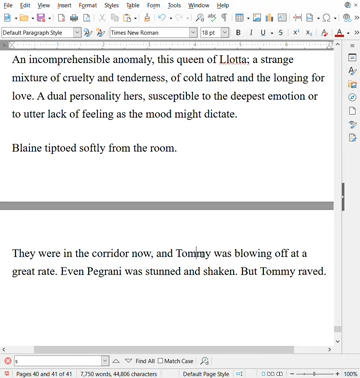 File Edit View Insert Format Styles Table Form Tools Window Help
Default Paragraph Style Times New Roman 18 pt
An incomprehensible anomaly, this queen of Llotta; a strange
mixture of cruelty and tenderness, of cold hatred and the longing for
love. A dual personality hers, susceptible to the deepest emotion or
to utter lack of feeling as the mood might dictate.
Blaine tiptoed softly from the room.
They were in the corridor now, and Tommy was blowing off at a
great rate. Even Pegrani was stunned and shaken. But Tommy raved.
s Find All Match Case
Pages 40 and 41 of 41 7,750 words, 44,806 characters Default Page Style 100%